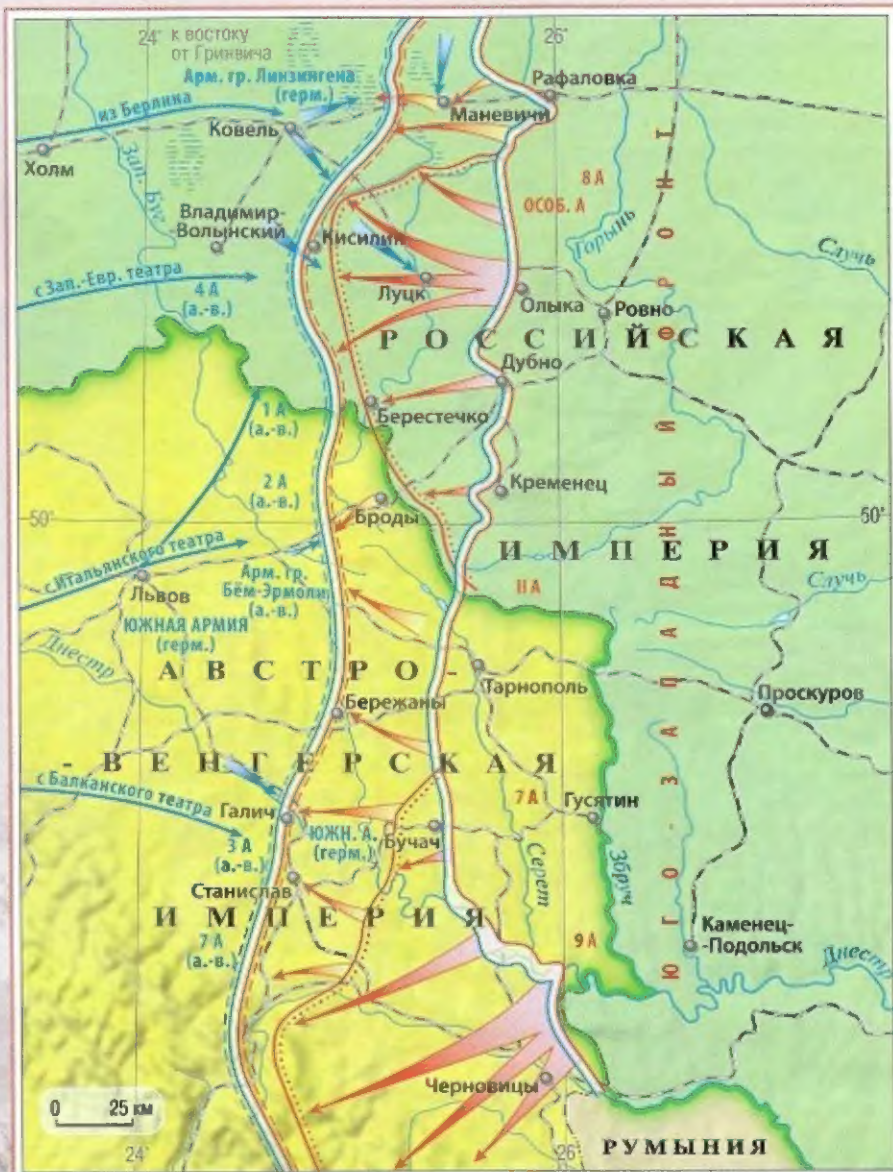 24°
к востоку
от Гринвича
26°
Арм. гр. Линзингена
(герм.)
Рафаловка
из Берлина
Маневичи
Ковель
Холм
Зап. Буг
8 А
ОСОБ. А
Горынь
Случь
Владимир-
-Волынский
Кисилин
с Зап.-Евр. театра
4 А
(а.-в.)
Луцк
Олыка
Ровно
РОССИЙСКАЯ
Дубно
1 А
(а.-в.)
Берестечко
2 А
(а.-в.)
Кременец
50°
Броды
50°
ИМПЕРИЯ
с Итальянского театра
Арм. гр.
Бём-Эрмоли
(а.-в.)
11 А
Случь
Львов
ЮЖНАЯ АРМИЯ
(герм.)
Днестр
АВСТРО-
Тарнополь
Проскуров
Бережаны
-ВЕНГЕРСКАЯ
с Балканского театра
Галич
7 А
Гусятин
3 А
(а.-в.)
ЮЖН. А.
(герм.)
Бучач
Серет
Збруч
Станислав
ИМПЕРИЯ
7 А
(а.-в.)
9 А
Каменец-
-Подольск
Днестр
ЮГО-ЗАПАДНЫЙ ФРОНТ
Черновицы
0 25 км
24°
26°
РУМЫНИЯ